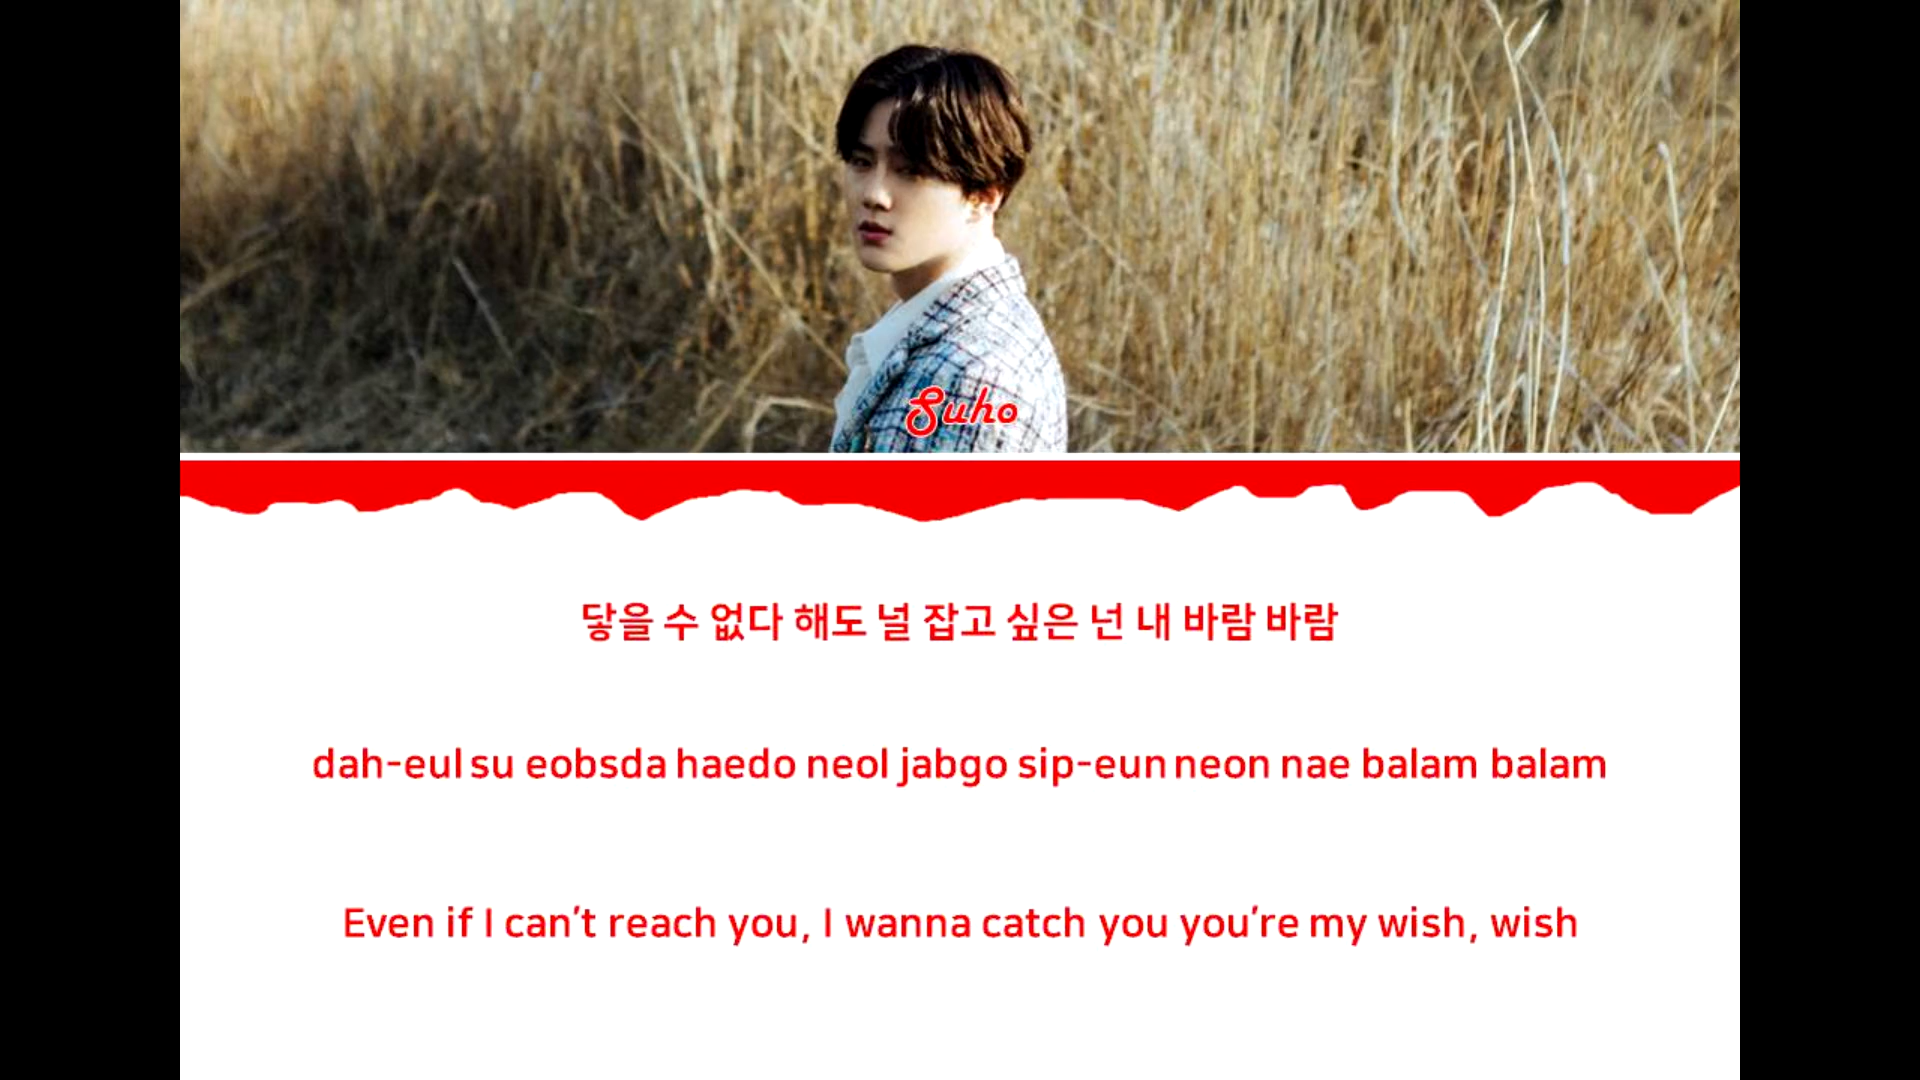 Suho
닿을 수 없다 해도 널 잡고 싶은 넌 내 바람 바람
dah-eul su eobsda haedo neol jabgo sip-eun neon nae balam balam
Even if I can't reach you, I wanna catch you you're my wish, wish